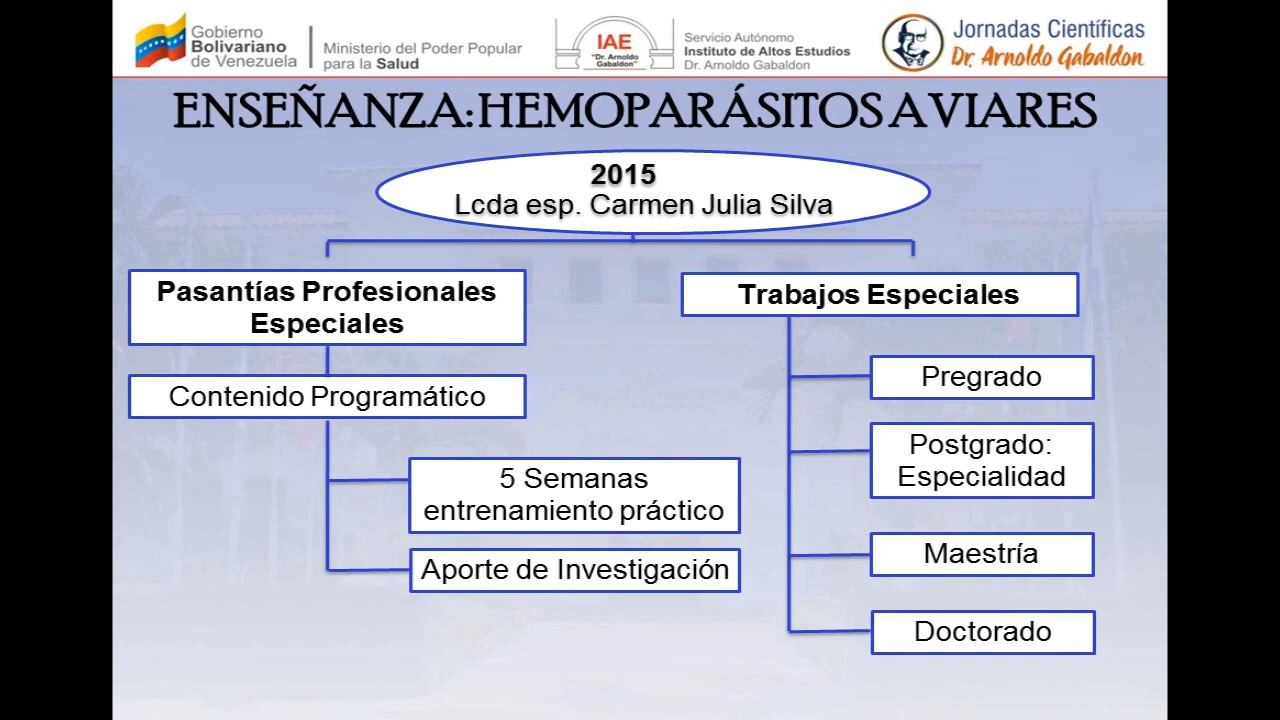 Gobierno
Bolivariano
de Venezuela
Ministerio del Poder Popular
para la Salud
IAE
"Dr. Arnoldo
Gabaldon"
Servicio Autónomo
Instituto de Altos Estudios
Dr. Arnoldo Gabaldon
Jornadas Científicas
Dr. Arnoldo Gabaldon
ENSEÑANZA: HEMOPARÁSITOS AVIARES
2015
Lcda esp. Carmen Julia Silva
Pasantías Profesionales
Especiales
Contenido Programático
5 Semanas
entrenamiento práctico
Aporte de Investigación
Trabajos Especiales
Pregrado
Postgrado:
Especialidad
Maestría
Doctorado